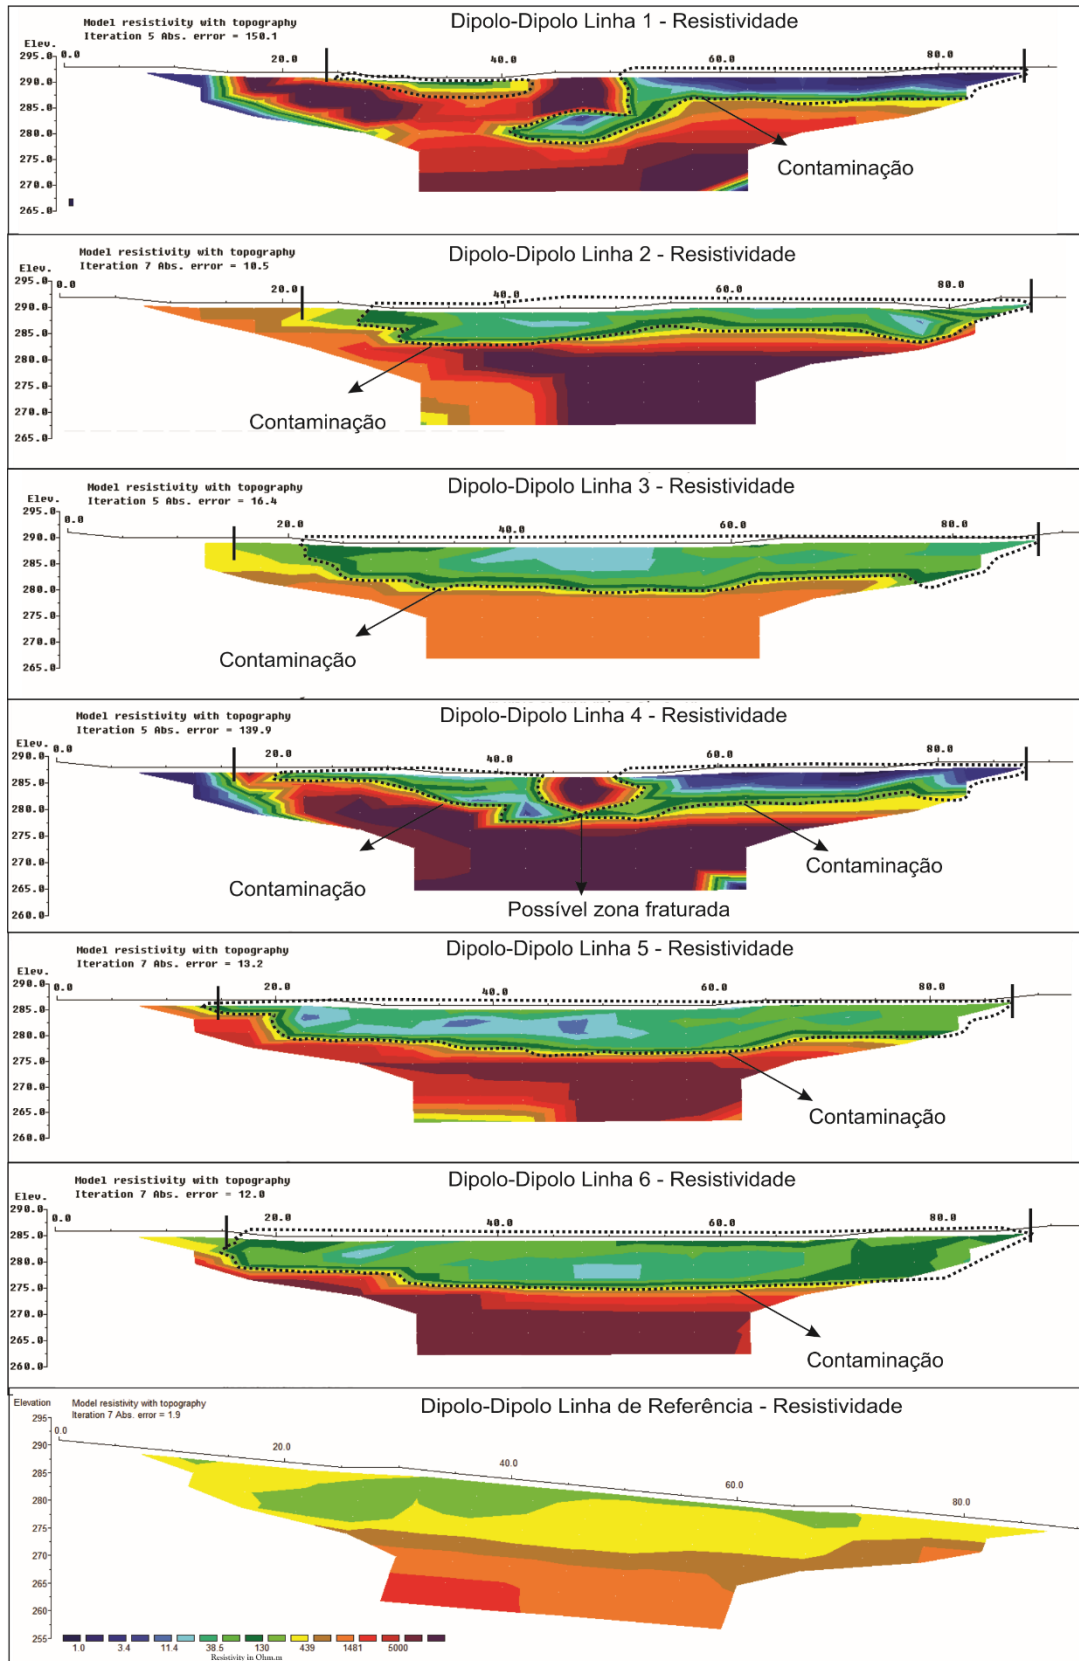 Dipolo-Dipolo Linha 1 - Resistividade
Model resistivity with topography
Iteration 5 Abs. error = 150.1
Elev.
0.0 20.0 40.0 60.0 80.0
295.0
290.0
285.0
280.0
270.0
265.0
Contaminação
Dipolo-Dipolo Linha 2 - Resistividade
Model resistivity with topography
Iteration 7 Abs. error = 10.5
Elev.
0.0 20.0 40.0 60.0 80.0
295.0
290.0
285.0
280.0
275.0
270.0
265.0
Contaminação
Dipolo-Dipolo Linha 3 - Resistividade
Model resistivity with topography
Iteration 5 Abs. error = 16.4
Elev.
0.0 20.0 40.0 60.0 80.0
295.0
290.0
285.0
280.0
275.0
270.0
265.0
Contaminação
Dipolo-Dipolo Linha 4 - Resistividade
Model resistivity with topography
Iteration 5 Abs. error = 139.9
Elev.
0.0 20.0 40.0 60.0 80.0
290.0
285.0
280.0
275.0
270.0
265.0
260.0
Contaminação
Contaminação
Possível zona fraturada
Dipolo-Dipolo Linha 5 - Resistividade
Model resistivity with topography
Iteration 7 Abs. error = 13.2
Elev.
0.0 20.0 40.0 60.0 80.0
290.0
285.0
280.0
275.0
270.0
265.0
260.0
Contaminação
Dipolo-Dipolo Linha 6 - Resistividade
Model resistivity with topography
Iteration 7 Abs. error = 12.0
Elev.
0.0 20.0 40.0 60.0 80.0
290.0
285.0
280.0
275.0
270.0
265.0
260.0
Contaminação
Dipolo-Dipolo Linha de Referência - Resistividade
Elevation
Model resistivity with topography
Iteration 7 Abs. error = 1.9
0.0 20.0 40.0 60.0 80.0
295
290
285
280
275
270
265
260
255
1.0 3.4 11.4 38.5 130 439 1481 5000
Resistivity in Ohm.m